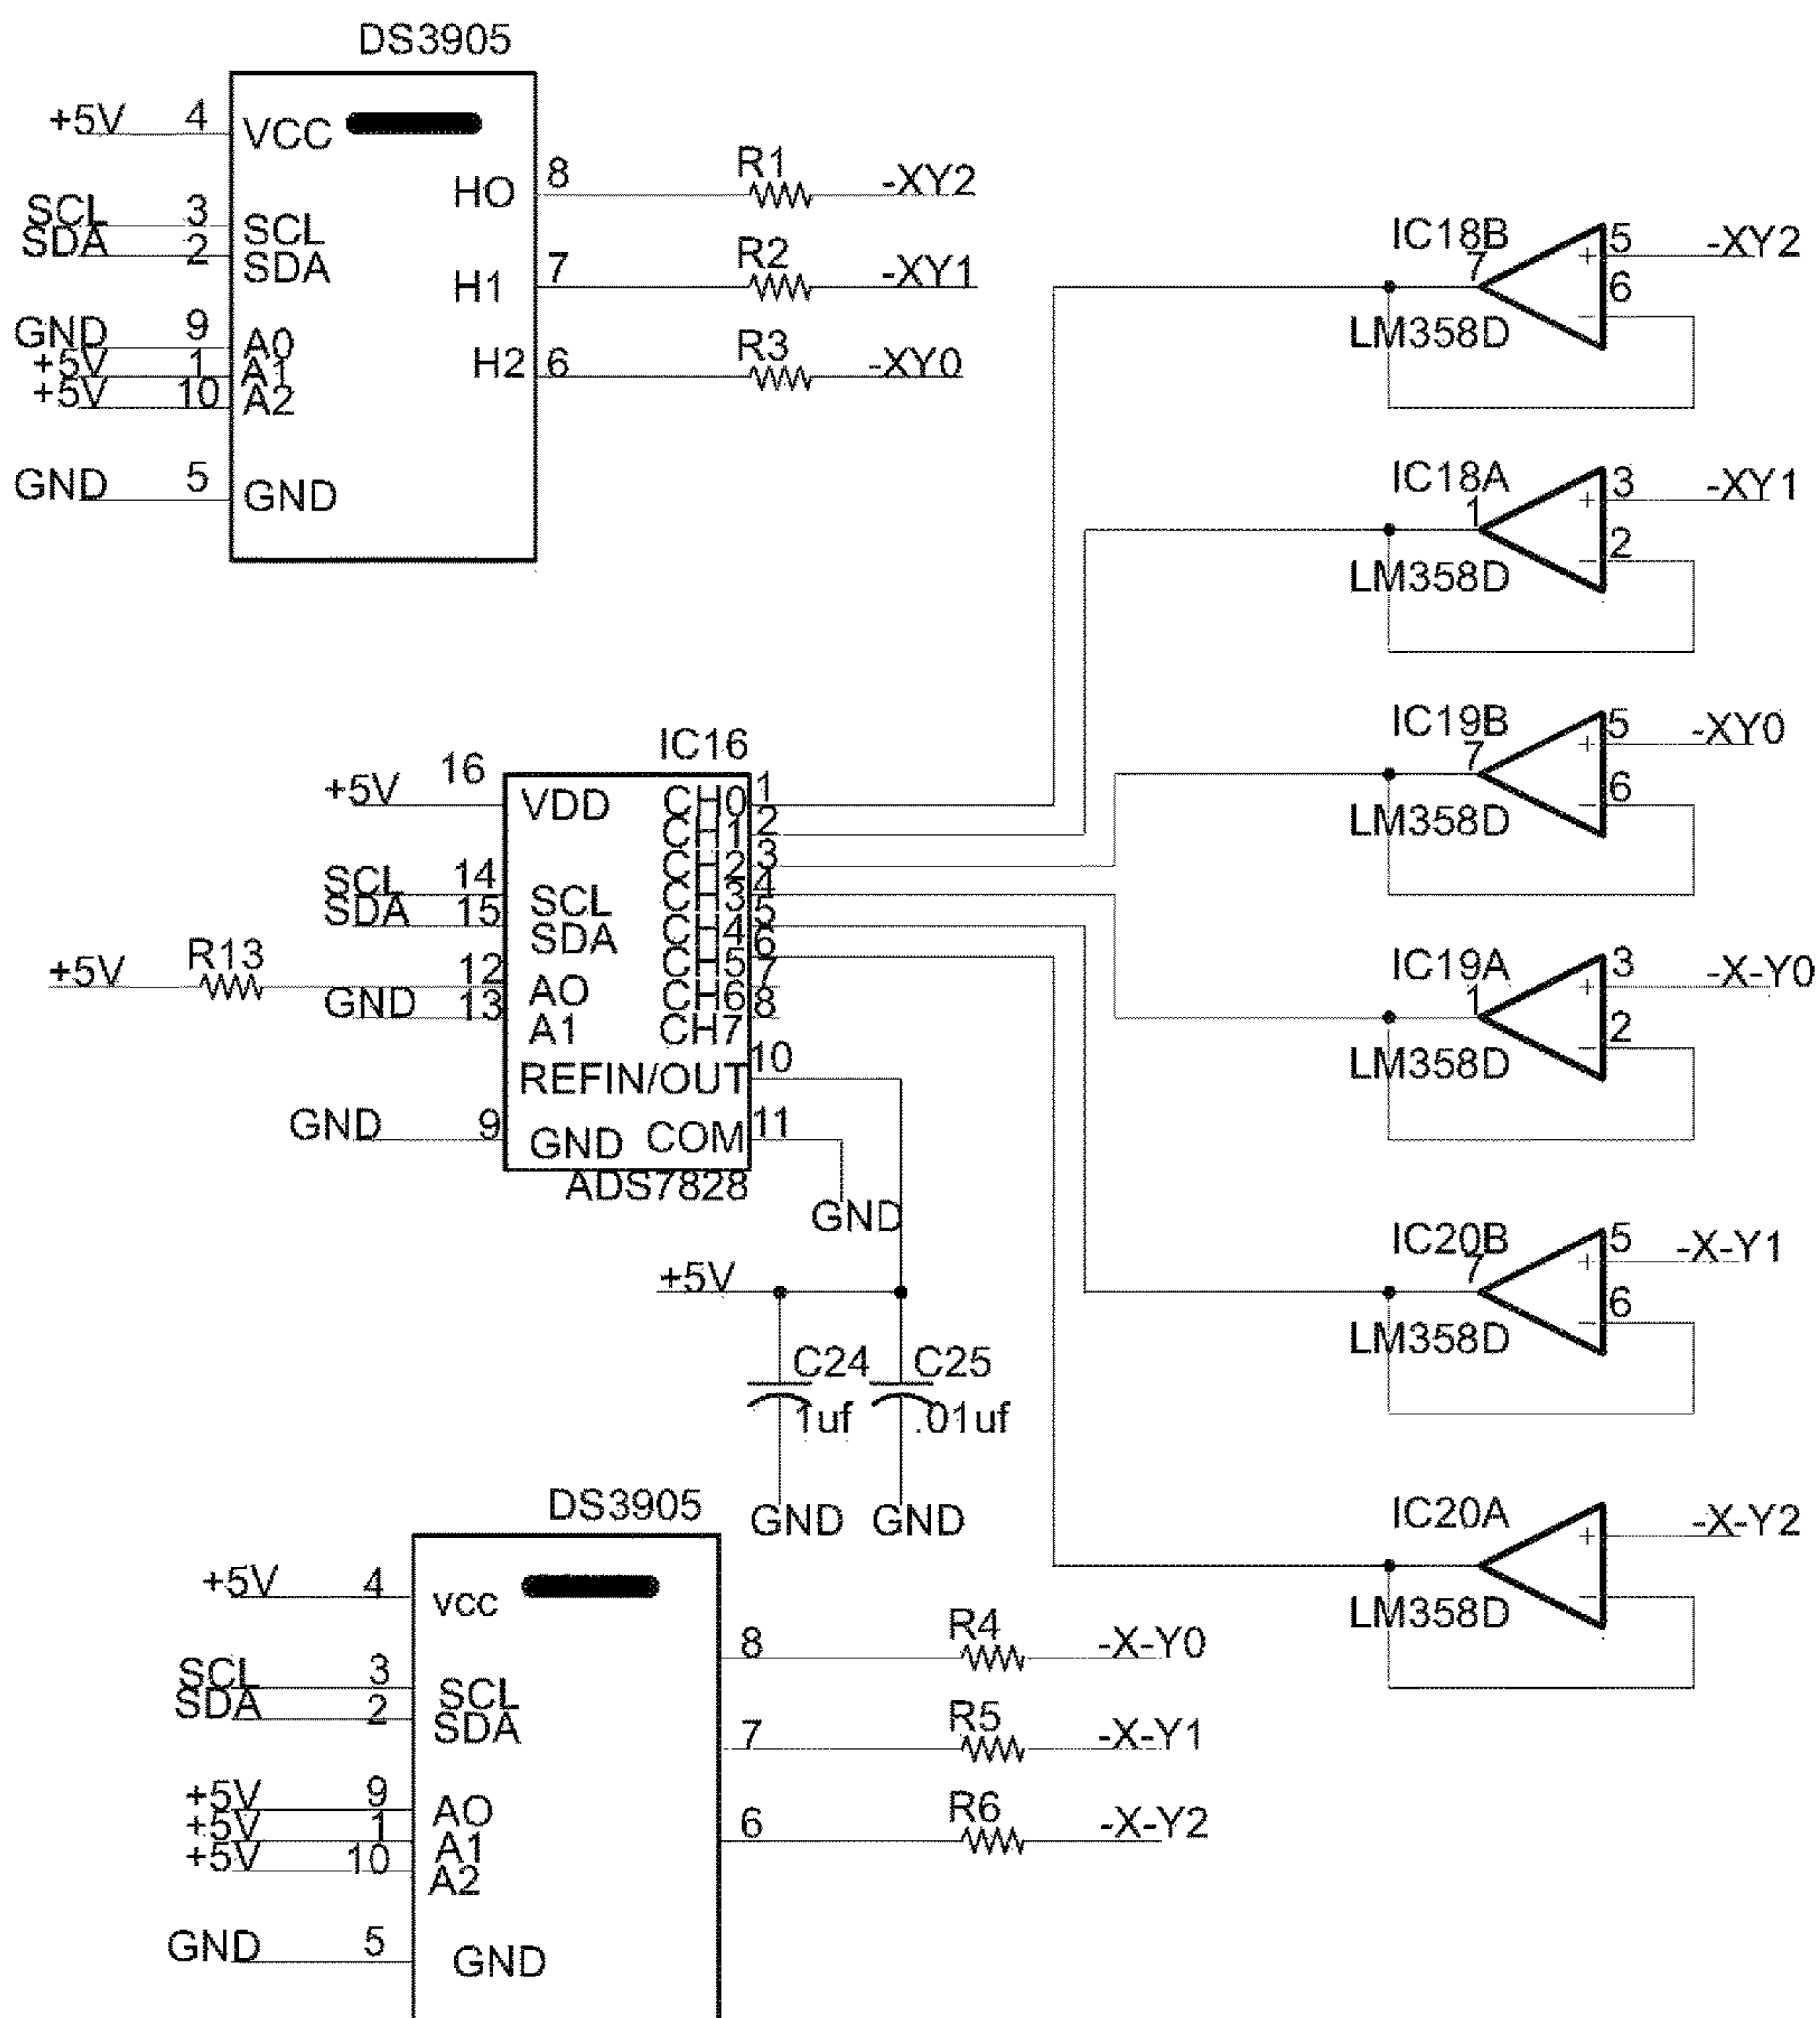 DS3905
+5V 4 VCC
HO 8 R1 -XY2
SCL 3 SCL
SDA 2 SDA
H1 7 R2 -XY1
GND 9 A0
+5V 1 A1
+5V 10 A2
H2 6 R3 -XY0
GND 5 GND
IC18B 7 5 -XY2
+
6
-
LM358D
IC18A 1 3 -XY1
+
2
-
LM358D
IC19B 7 5 -XY0
+
6
-
LM358D
IC19A 1 3 -X-Y0
+
2
-
LM358D
IC20B 7 5 -X-Y1
+
6
-
LM358D
IC20A -X-Y2
+
-
LM358D
IC16
+5V 16 VDD CH0 1
CH1 2
CH2 3
SCL 14 SCL CH3 4
SDA 15 SDA CH4 5
CH5 6
+5V R13 12 AO CH6 7
GND 13 A1 CH7 8
REFIN/OUT 10
GND 9 GND COM 11
ADS7828
GND
+5V
C24 C25
1uf .01uf
GND GND
DS3905
+5V 4 vcc
8 R4 -X-Y0
SCL 3 SCL
SDA 2 SDA
7 R5 -X-Y1
+5V 9 AO
+5V 1 A1
+5V 10 A2
6 R6 -X-Y2
GND 5 GND